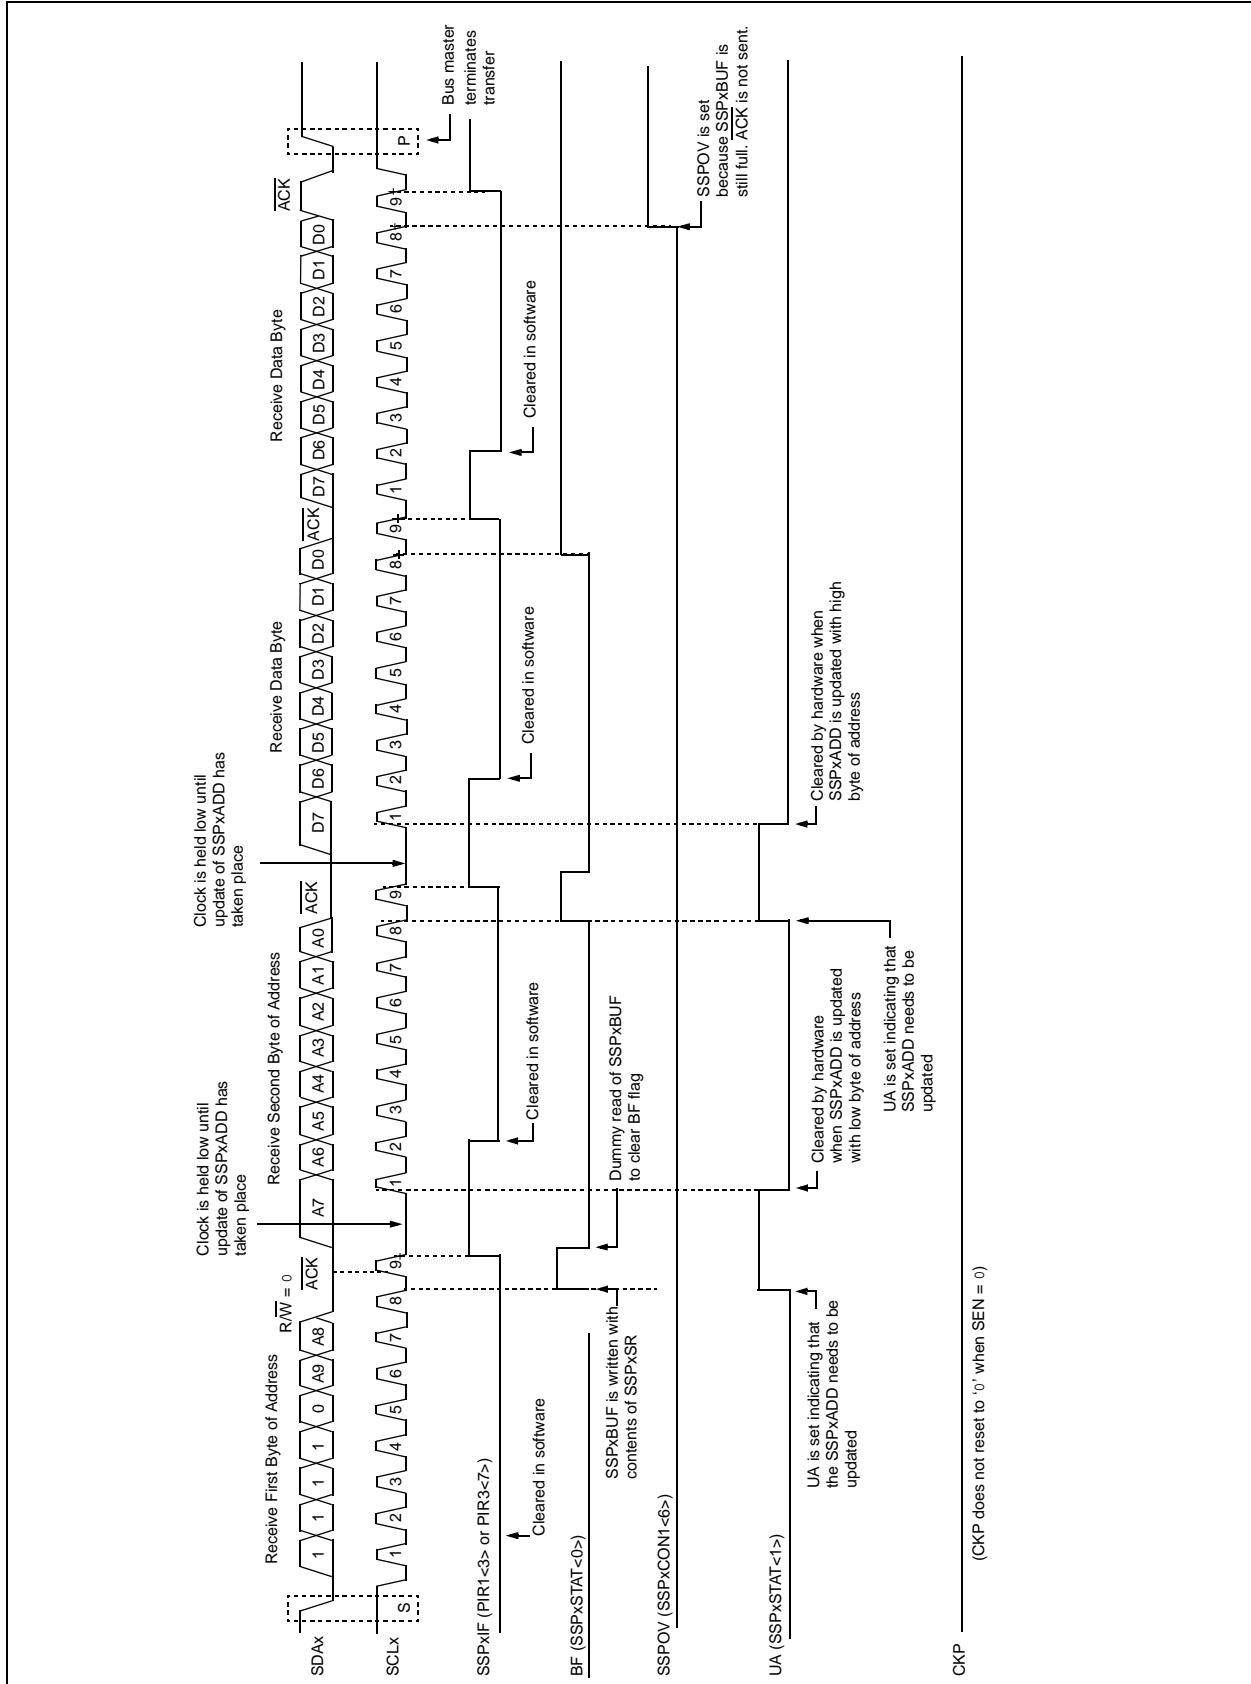 Receive First Byte of Address
R/W = 0
ACK
Clock is held low until
update of SSPxADD has
taken place
Receive Second Byte of Address
ACK
Clock is held low until
update of SSPxADD has
taken place
Receive Data Byte
ACK
Receive Data Byte
ACK
SDAx
1 1 1 1 0 A9 A8
A7 A6 A5 A4 A3 A2 A1 A0
D7 D6 D5 D4 D3 D2 D1 D0
D7 D6 D5 D4 D3 D2 D1 D0
SCLx
S
1 2 3 4 5 6 7 8 9
1 2 3 4 5 6 7 8 9
1 2 3 4 5 6 7 8 9
1 2 3 4 5 6 7 8 9
P
Bus master
terminates
transfer
SSPxIF (PIR1<3> or PIR3<7>)
Cleared in software
Cleared in software
Cleared in software
Cleared in software
BF (SSPxSTAT<0>)
SSPxBUF is written with
contents of SSPxSR
Dummy read of SSPxBUF
to clear BF flag
SSPOV (SSPxCON1<6>)
SSPOV is set
because SSPxBUF is
still full. ACK is not sent.
UA (SSPxSTAT<1>)
UA is set indicating that
the SSPxADD needs to be
updated
Cleared by hardware
when SSPxADD is updated
with low byte of address
UA is set indicating that
SSPxADD needs to be
updated
Cleared by hardware when
SSPxADD is updated with high
byte of address
CKP
(CKP does not reset to ‘0’ when SEN = 0)